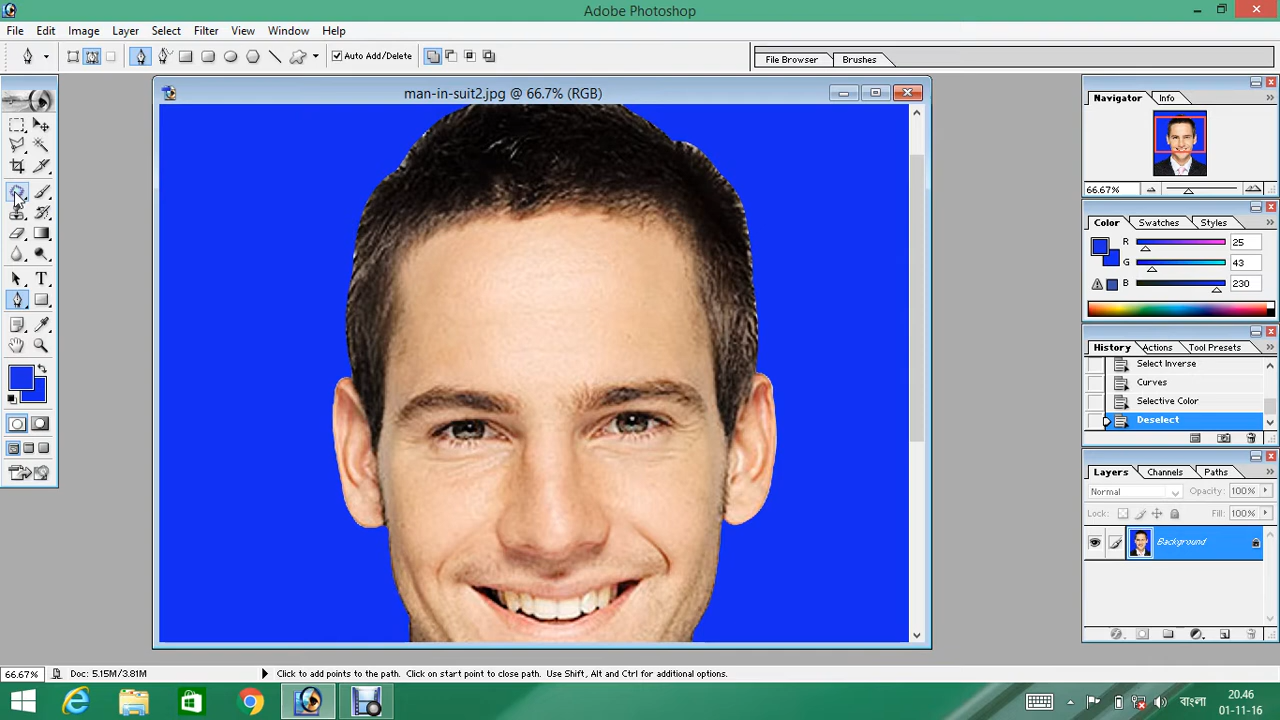 Adobe Photoshop
File Edit Image Layer Select Filter View Window Help
Auto Add/Delete
File Browser Brushes
man-in-suit2.jpg @ 66.7% (RGB)
Navigator Info
66.67%
Color Swatches Styles
R 25
G 43
B 230
History Actions Tool Presets
Select Inverse
Curves
Selective Color
Deselect
Layers Channels Paths
Normal Opacity: 100%
Lock: Fill: 100%
Background
T
66.67% Doc: 5.15M/3.81M Click to add points to the path. Click on start point to close path. Use Shift, Alt and Ctrl for additional options.
বাংলা
20.46
01-11-16